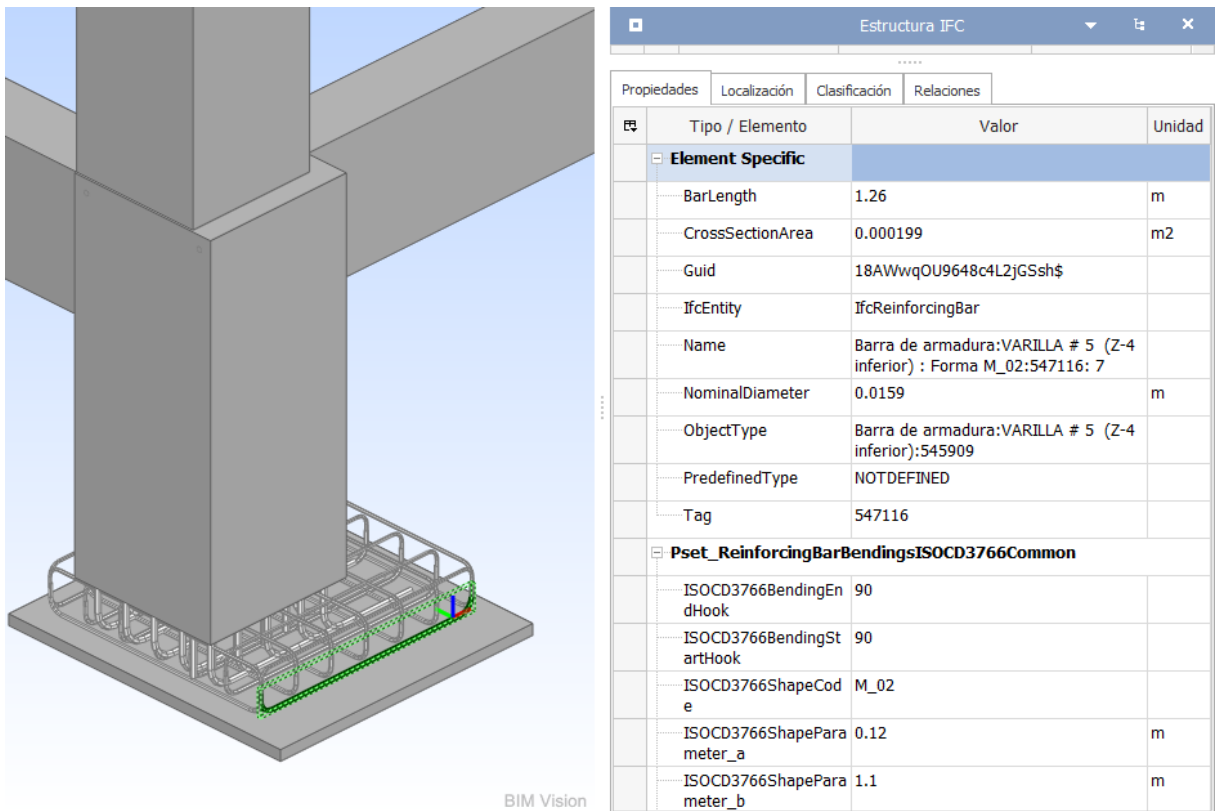 BIM Vision
Estructura IFC
Propiedades Localización Clasificación Relaciones
Tipo / Elemento Valor Unidad
Element Specific
BarLength 1.26 m
CrossSectionArea 0.000199 m2
Guid 18AWwqOU9648c4L2jGSsh$
IfcEntity IfcReinforcingBar
Name Barra de armadura:VARILLA # 5 (Z-4
inferior) : Forma M_02:547116: 7
NominalDiameter 0.0159 m
ObjectType Barra de armadura:VARILLA # 5 (Z-4
inferior):545909
PredefinedType NOTDEFINED
Tag 547116
Pset_ReinforcingBarBendingsISOCD3766Common
ISOCD3766BendingEn 90
dHook
ISOCD3766BendingSt 90
artHook
ISOCD3766ShapeCod M_02
e
ISOCD3766ShapePara 0.12 m
meter_a
ISOCD3766ShapePara 1.1 m
meter_b